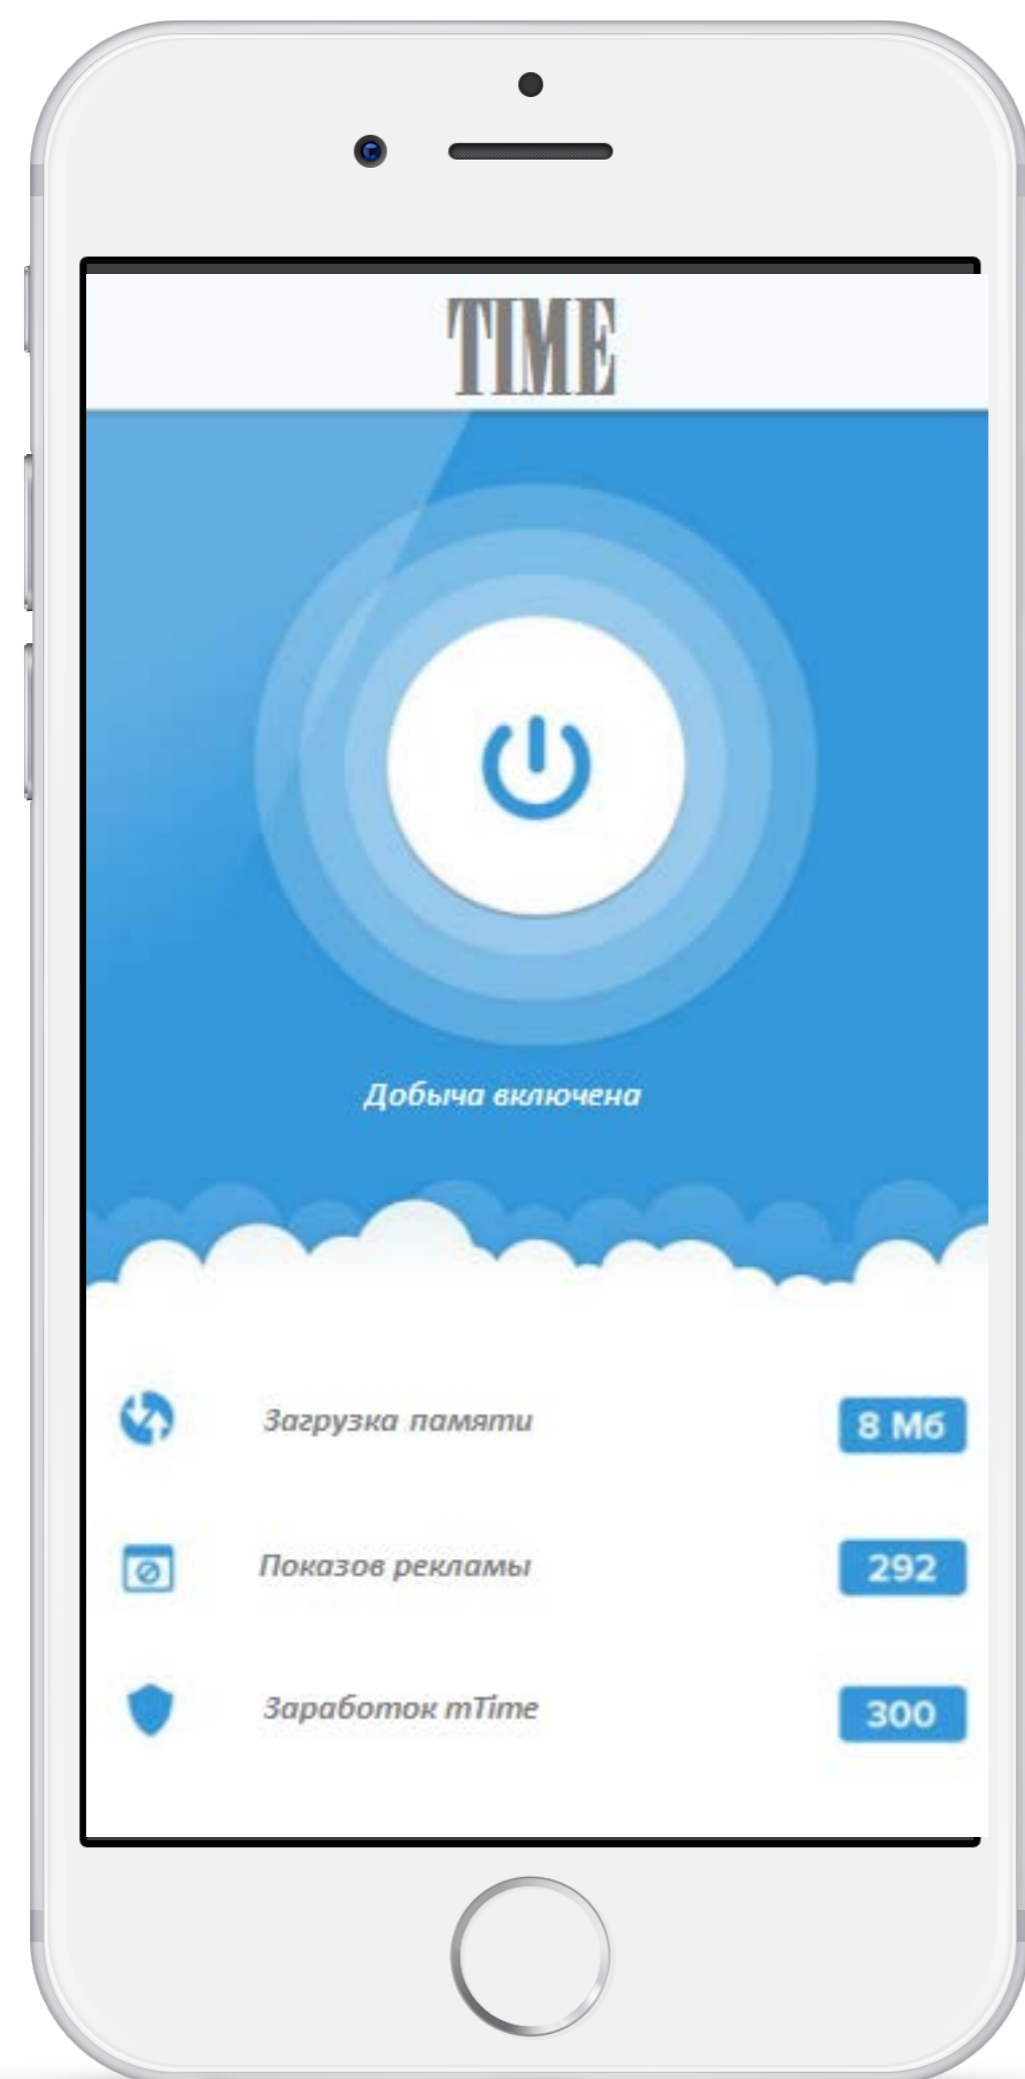 TIME
Добыча включена
Загрузка памяти 8 Мб
Показов рекламы 292
Заработок mTime 300